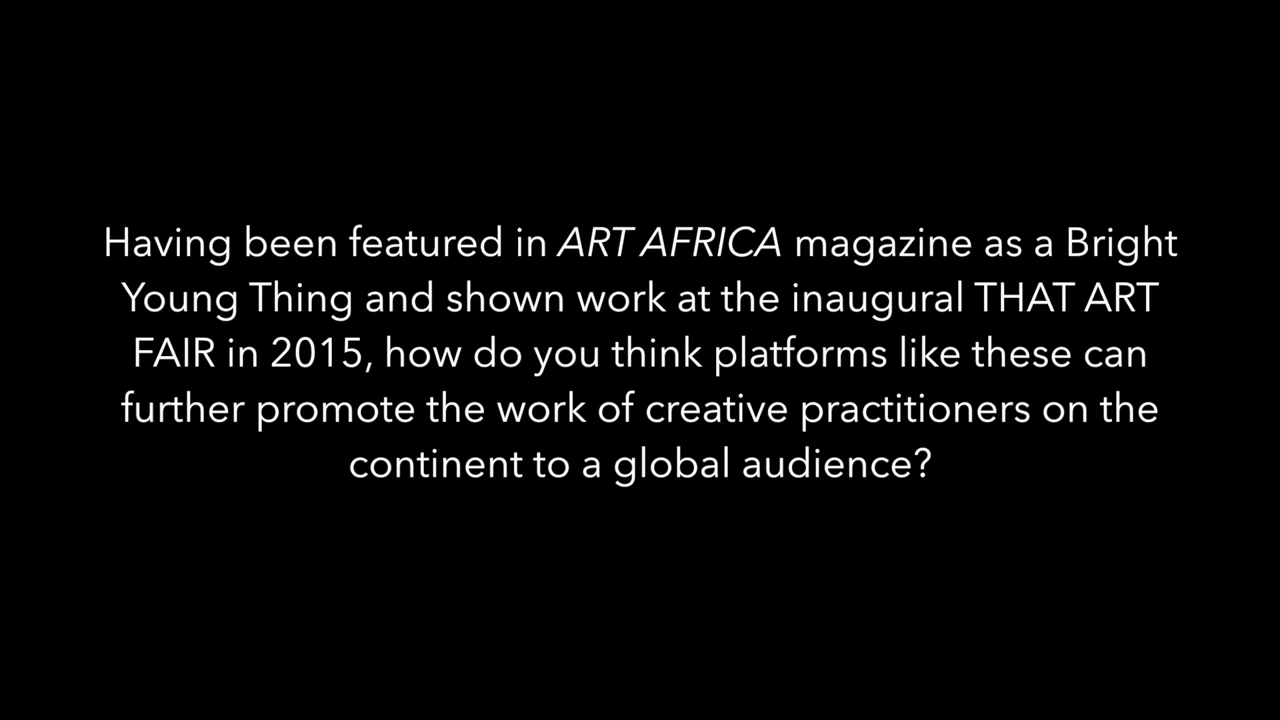 Having been featured in ART AFRICA magazine as a Bright
Young Thing and shown work at the inaugural THAT ART
FAIR in 2015, how do you think platforms like these can
further promote the work of creative practitioners on the
continent to a global audience?